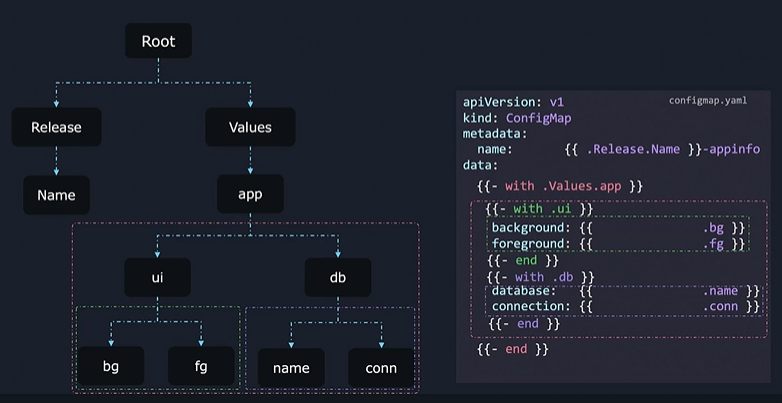 Root
Release
Values
Name
app
ui
db
bg
fg
name
conn
configmap.yaml
apiVersion: v1
kind: ConfigMap
metadata:
name: {{ .Release.Name }}-appinfo
data:
{{- with .Values.app }}
{{- with .ui }}
background: {{ .bg }}
foreground: {{ .fg }}
{{- end }}
{{- with .db }}
database: {{ .name }}
connection: {{ .conn }}
{{- end }}
{{- end }}